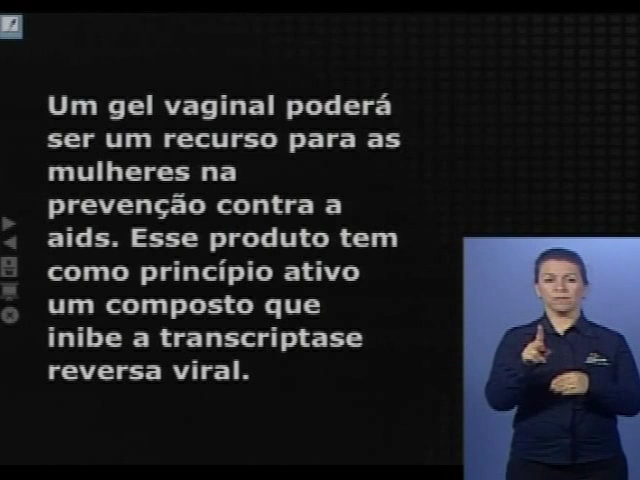 Um gel vaginal poderá
ser um recurso para as
mulheres na
prevenção contra a
aids. Esse produto tem
como princípio ativo
um composto que
inibe a transcriptase
reversa viral.